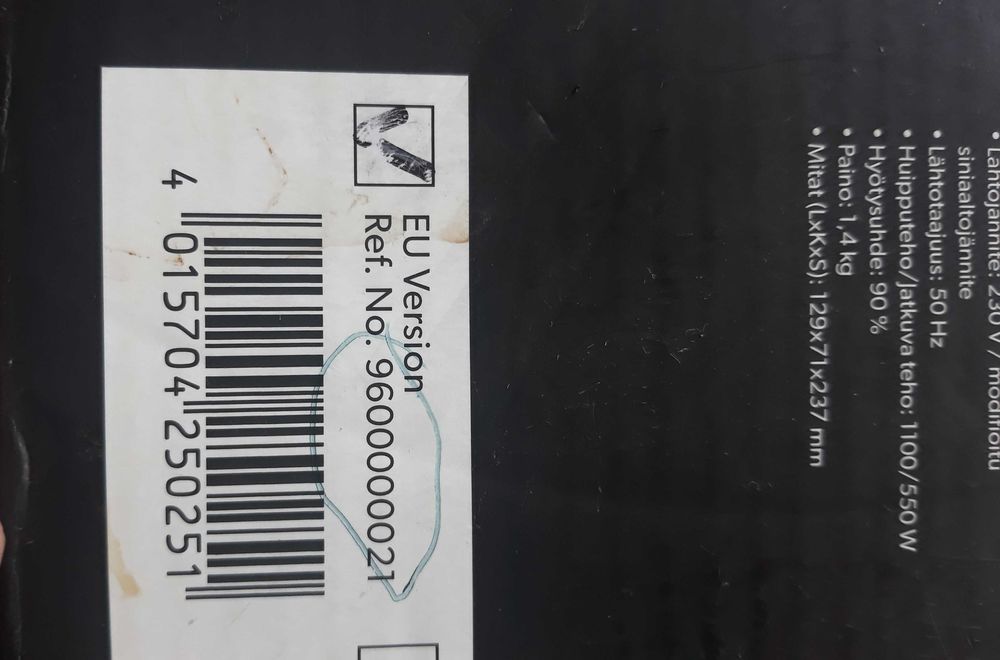 • Lähtöjännite: 230 V / modifioitu
siniaaltojännite
• Lähtötaajuus: 50 Hz
• Huipputeho/Jatkuva teho: 1100/550 W
• Hyötysuhde: 90 %
• Paino: 1,4 kg
• Mitat (LxKxS): 129x71x237 mm
EU Version
Ref. No. 9600000021
4 015704 250251